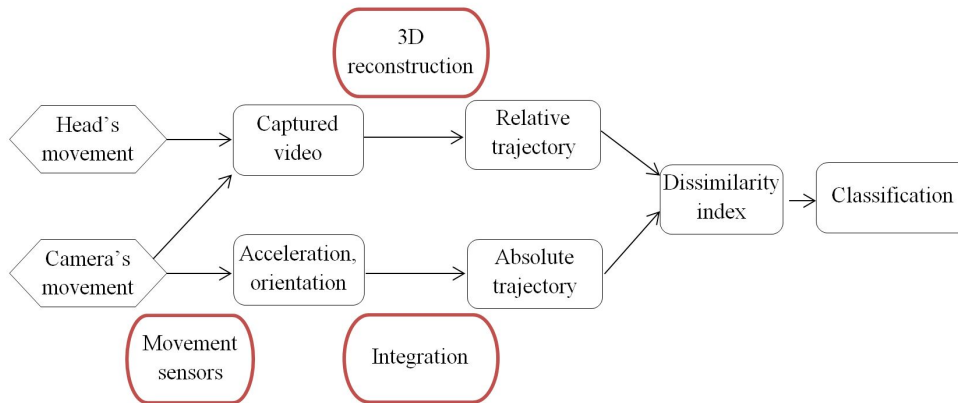 3D
reconstruction
Head’s
movement
Captured
video
Relative
trajectory
Dissimilarity
index
Classification
Camera’s
movement
Acceleration,
orientation
Absolute
trajectory
Movement
sensors
Integration